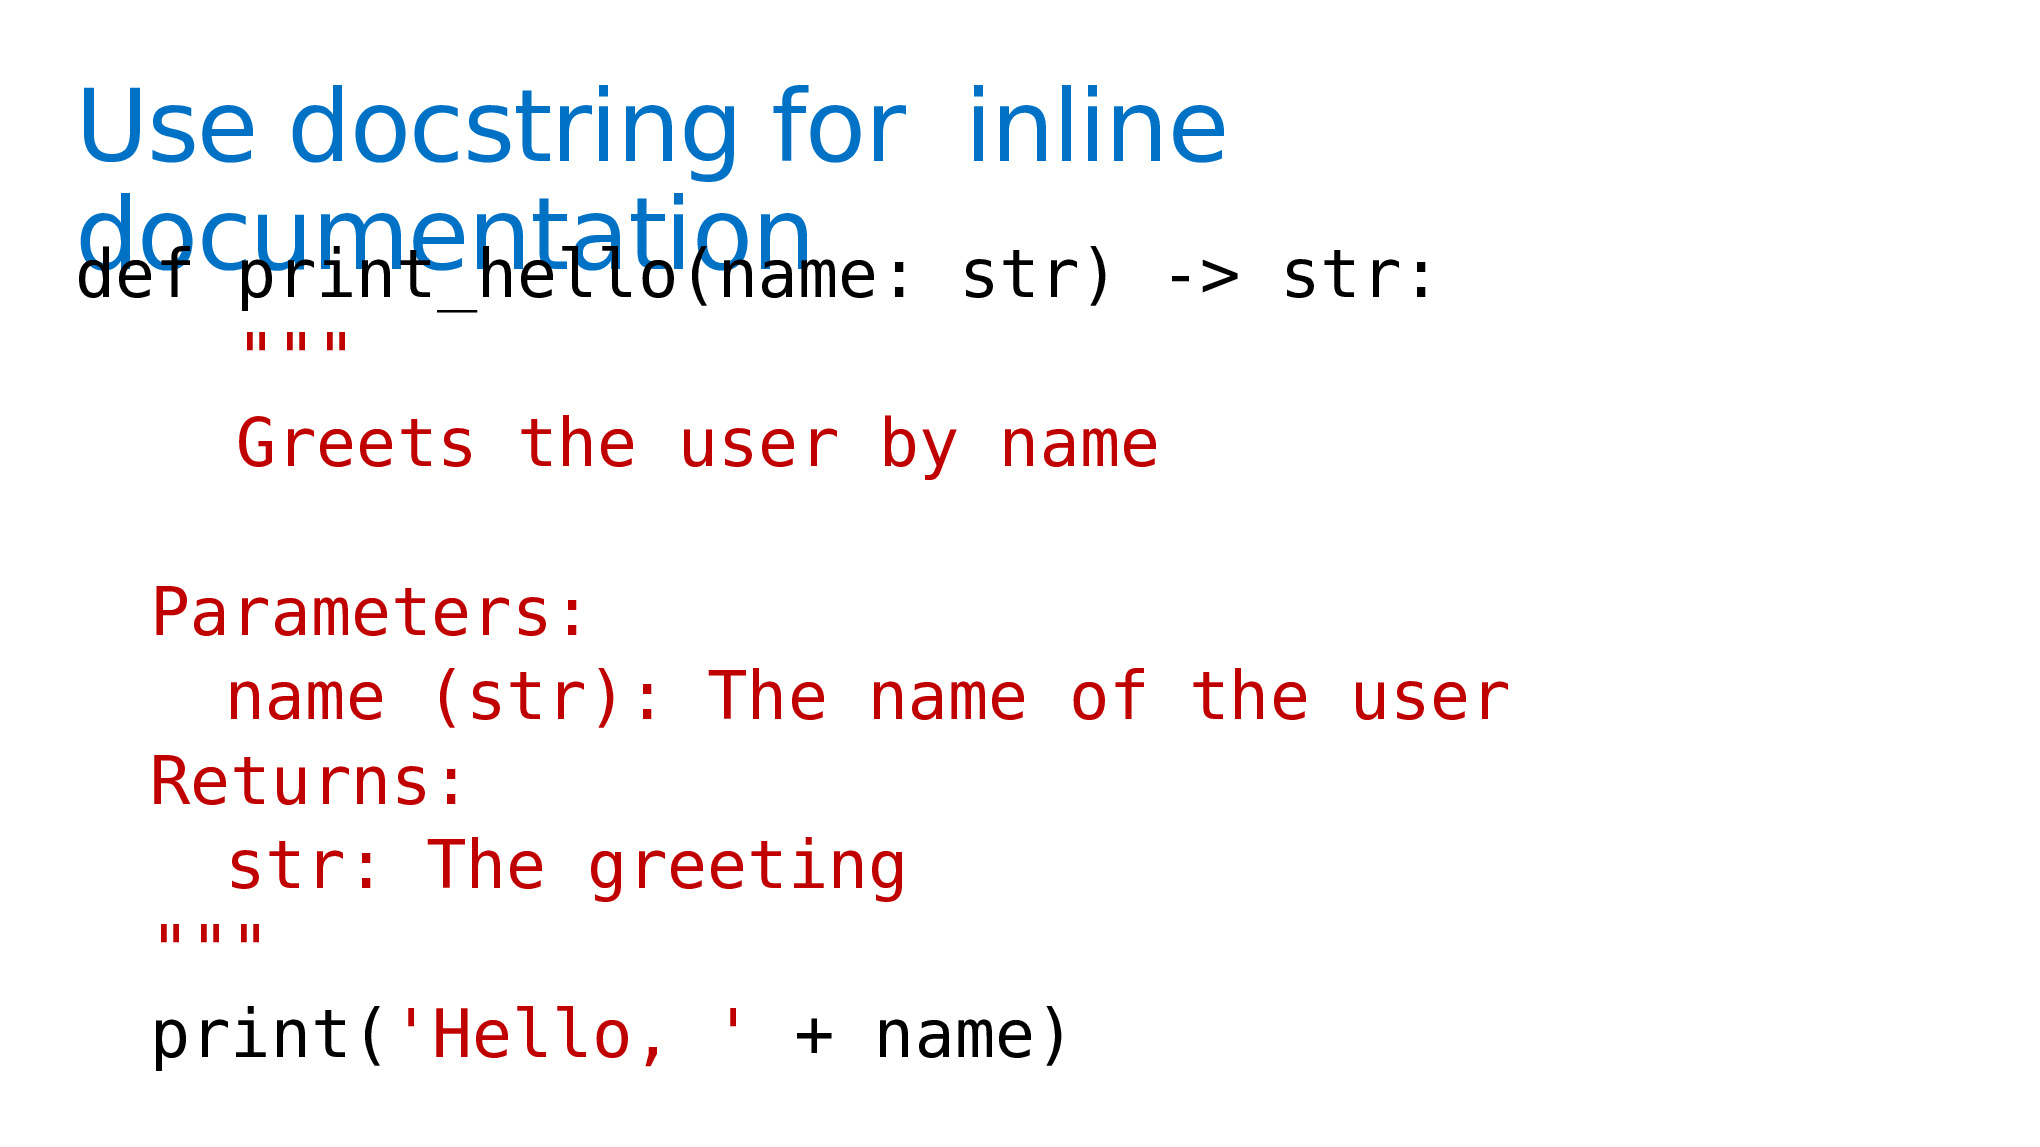 Use docstring for  inline
documentation
def print_hello(name: str) -> str:
    """
    Greets the user by name

  Parameters:
    name (str): The name of the user
  Returns:
    str: The greeting
  """
  print('Hello, ' + name)